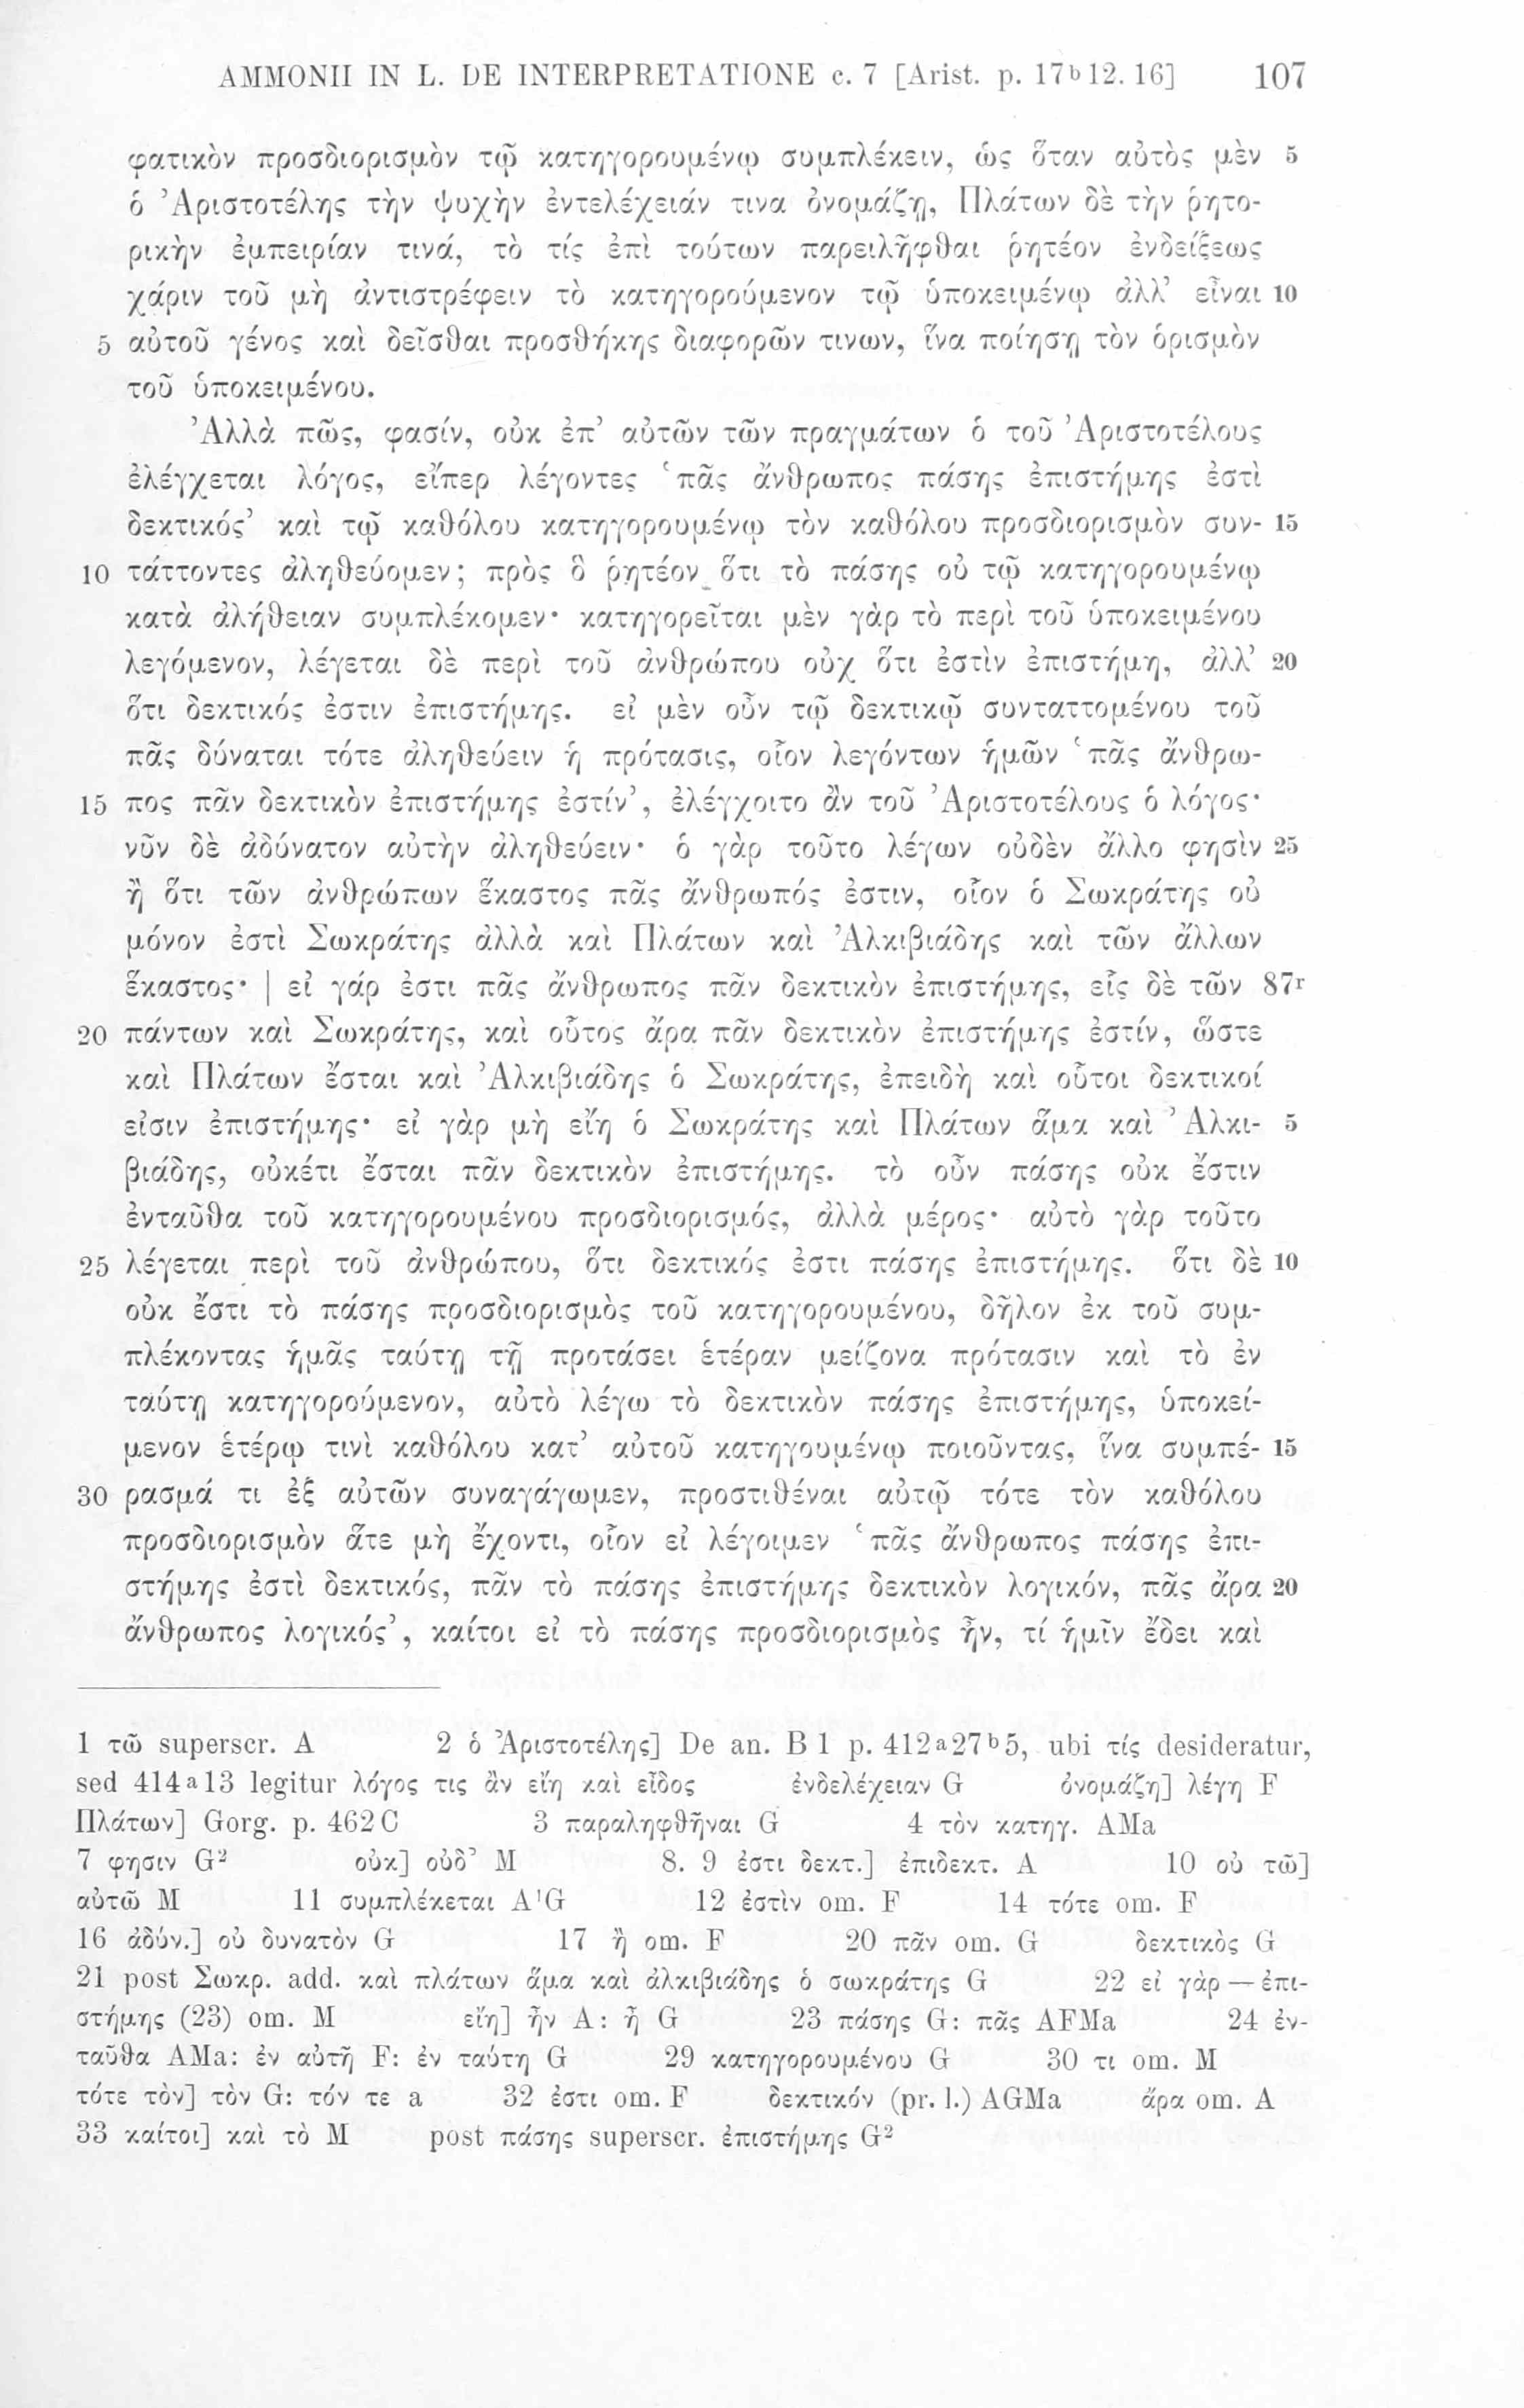 AMMONII IN L. DE INTERPRETATIONE c. 7 [Arist. p. 17b12. 16] 107
φατικὸν προσδιορισμὸν τῷ κατηγορουμένῳ συμπλέκειν, ὡς ὅταν αὐτὸς μὲν 5
ὁ Ἀριστοτέλης τὴν ψυχὴν ἐντελέχειάν τινα ὀνομάζῃ, Πλάτων δὲ τὴν ῥητο-
ρικὴν ἐμπειρίαν τινά, τὸ τίς ἐπὶ τούτων παρειλῆφθαι ῥητέον ἐνδείξεως
χάριν τοῦ μὴ ἀντιστρέφειν τὸ κατηγορούμενον τῷ ὑποκειμένῳ ἀλλ’ εἶναι 10
5 αὐτοῦ γένος καὶ δεῖσθαι προσθήκης διαφορῶν τινων, ἵνα ποίησῃ τὸν ὁρισμὸν
τοῦ ὑποκειμένου.
Ἀλλὰ πῶς, φασίν, οὐκ ἐπ’ αὐτῶν τῶν πραγμάτων ὁ τοῦ Ἀριστοτέλους
ἐλέγχεται λόγος, εἴπερ λέγοντες ‘πᾶς ἄνθρωπος πάσης ἐπιστήμης ἐστὶ
δεκτικός’ καὶ τῷ καθόλου κατηγορουμένῳ τὸν καθόλου προσδιορισμὸν συν- 15
10 τάττοντες ἀληθεύομεν; πρὸς ὃ ῥητέον ὅτι τὸ πάσης οὐ τῷ κατηγορουμένῳ
κατὰ ἀλήθειαν συμπλέκομεν· κατηγορεῖται μὲν γὰρ τὸ περὶ τοῦ ὑποκειμένου
λεγόμενον, λέγεται δὲ περὶ τοῦ ἀνθρώπου οὐχ ὅτι ἐστὶν ἐπιστήμη, ἀλλ’ 20
ὅτι δεκτικός ἐστιν ἐπιστήμης. εἰ μὲν οὖν τῷ δεκτικῷ συνταττομένου τοῦ
πᾶς δύναται τότε ἀληθεύειν ἡ πρότασις, οἷον λεγόντων ἡμῶν ‘πᾶς ἄνθρω-
15 πος πᾶν δεκτικὸν ἐπιστήμης ἐστίν’, ἐλέγχοιτο ἂν τοῦ Ἀριστοτέλους ὁ λόγος·
νῦν δὲ ἀδύνατον αὐτὴν ἀληθεύειν· ὁ γὰρ τοῦτο λέγων οὐδὲν ἄλλο φησὶν 25
ἢ ὅτι τῶν ἀνθρώπων ἕκαστος πᾶς ἄνθρωπός ἐστιν, οἷον ὁ Σωκράτης οὐ
μόνον ἐστὶ Σωκράτης ἀλλὰ καὶ Πλάτων καὶ Ἀλκιβιάδης καὶ τῶν ἄλλων
ἕκαστος· | εἰ γάρ ἐστι πᾶς ἄνθρωπος πᾶν δεκτικὸν ἐπιστήμης, εἷς δὲ τῶν 87r
20 πάντων καὶ Σωκράτης, καὶ οὗτος ἄρα πᾶν δεκτικὸν ἐπιστήμης ἐστίν, ὥστε
καὶ Πλάτων ἔσται καὶ Ἀλκιβιάδης ὁ Σωκράτης, ἐπειδὴ καὶ οὗτοι δεκτικοί
εἰσιν ἐπιστήμης· εἰ γὰρ μὴ εἴη ὁ Σωκράτης καὶ Πλάτων ἅμα καὶ Ἀλκι- 5
βιάδης, οὐκέτι ἔσται πᾶν δεκτικὸν ἐπιστήμης. τὸ οὖν πάσης οὐκ ἔστιν
ἐνταῦθα τοῦ κατηγορουμένου προσδιορισμός, ἀλλὰ μέρος· αὐτὸ γὰρ τοῦτο
25 λέγεται περὶ τοῦ ἀνθρώπου, ὅτι δεκτικός ἐστι πάσης ἐπιστήμης. ὅτι δὲ 10
οὐκ ἔστι τὸ πάσης προσδιορισμὸς τοῦ κατηγορουμένου, δῆλον ἐκ τοῦ συμ-
πλέκοντας ἡμᾶς ταύτῃ τῇ προτάσει ἑτέραν μείζονα πρότασιν καὶ τὸ ἐν
ταύτῃ κατηγορούμενον, αὐτὸ λέγω τὸ δεκτικὸν πάσης ἐπιστήμης, ὑποκεί-
μενον ἑτέρῳ τινὶ καθόλου κατ’ αὐτοῦ κατηγουμένῳ ποιοῦντας, ἵνα συμπέ- 15
30 ρασμά τι ἐξ αὐτῶν συναγάγωμεν, προστιθέναι αὐτῷ τότε τὸν καθόλου
προσδιορισμὸν ἅτε μὴ ἔχοντι, οἷον εἰ λέγοιμεν ‘πᾶς ἄνθρωπος πάσης ἐπι-
στήμης ἐστὶ δεκτικός, πᾶν τὸ πάσης ἐπιστήμης δεκτικὸν λογικόν, πᾶς ἄρα 20
ἄνθρωπος λογικός’, καίτοι εἰ τὸ πάσης προσδιορισμὸς ἦν, τί ἡμῖν ἔδει καὶ
1 τῶ superscr. A 2 ὁ Ἀριστοτέλης] De an. B 1 p. 412a27b5, ubi τίς desideratur,
sed 414a13 legitur λόγος τις ἂν εἴη καὶ εἶδος ἐνδελέχειαν G ὀνομάζη] λέγη F
Πλάτων] Gorg. p. 462 C 3 παραληφθῆναι G 4 τὸν κατηγ. AMa
7 φησιν G2 οὐκ] οὐδ’ M 8. 9 ἐστι δεκτ.] ἐπιδεκτ. A 10 οὐ τῶ]
αὐτῶ M 11 συμπλέκεται A1G 12 ἐστὶν om. F 14 τότε om. F
16 ἀδύν.] οὐ δυνατὸν G 17 ἢ om. F 20 πᾶν om. G δεκτικὸς G
21 post Σωκρ. add. καὶ πλάτων ἅμα καὶ ἀλκιβιάδης ὁ σωκράτης G 22 εἰ γὰρ — ἐπι-
στήμης (23) om. M εἴη] ἦν A: ἦ G 23 πάσης G: πᾶς AFMa 24 ἐν-
ταῦθα AMa: ἐν αὐτῆ F: ἐν ταύτη G 29 κατηγορουμένου G 30 τι om. M
τότε τὸν] τὸν G: τόν τε a 32 ἐστι om. F δεκτικόν (pr. l.) AGMa ἄρα om. A
33 καίτοι] καὶ τὸ M post πάσης superscr. ἐπιστήμης G2